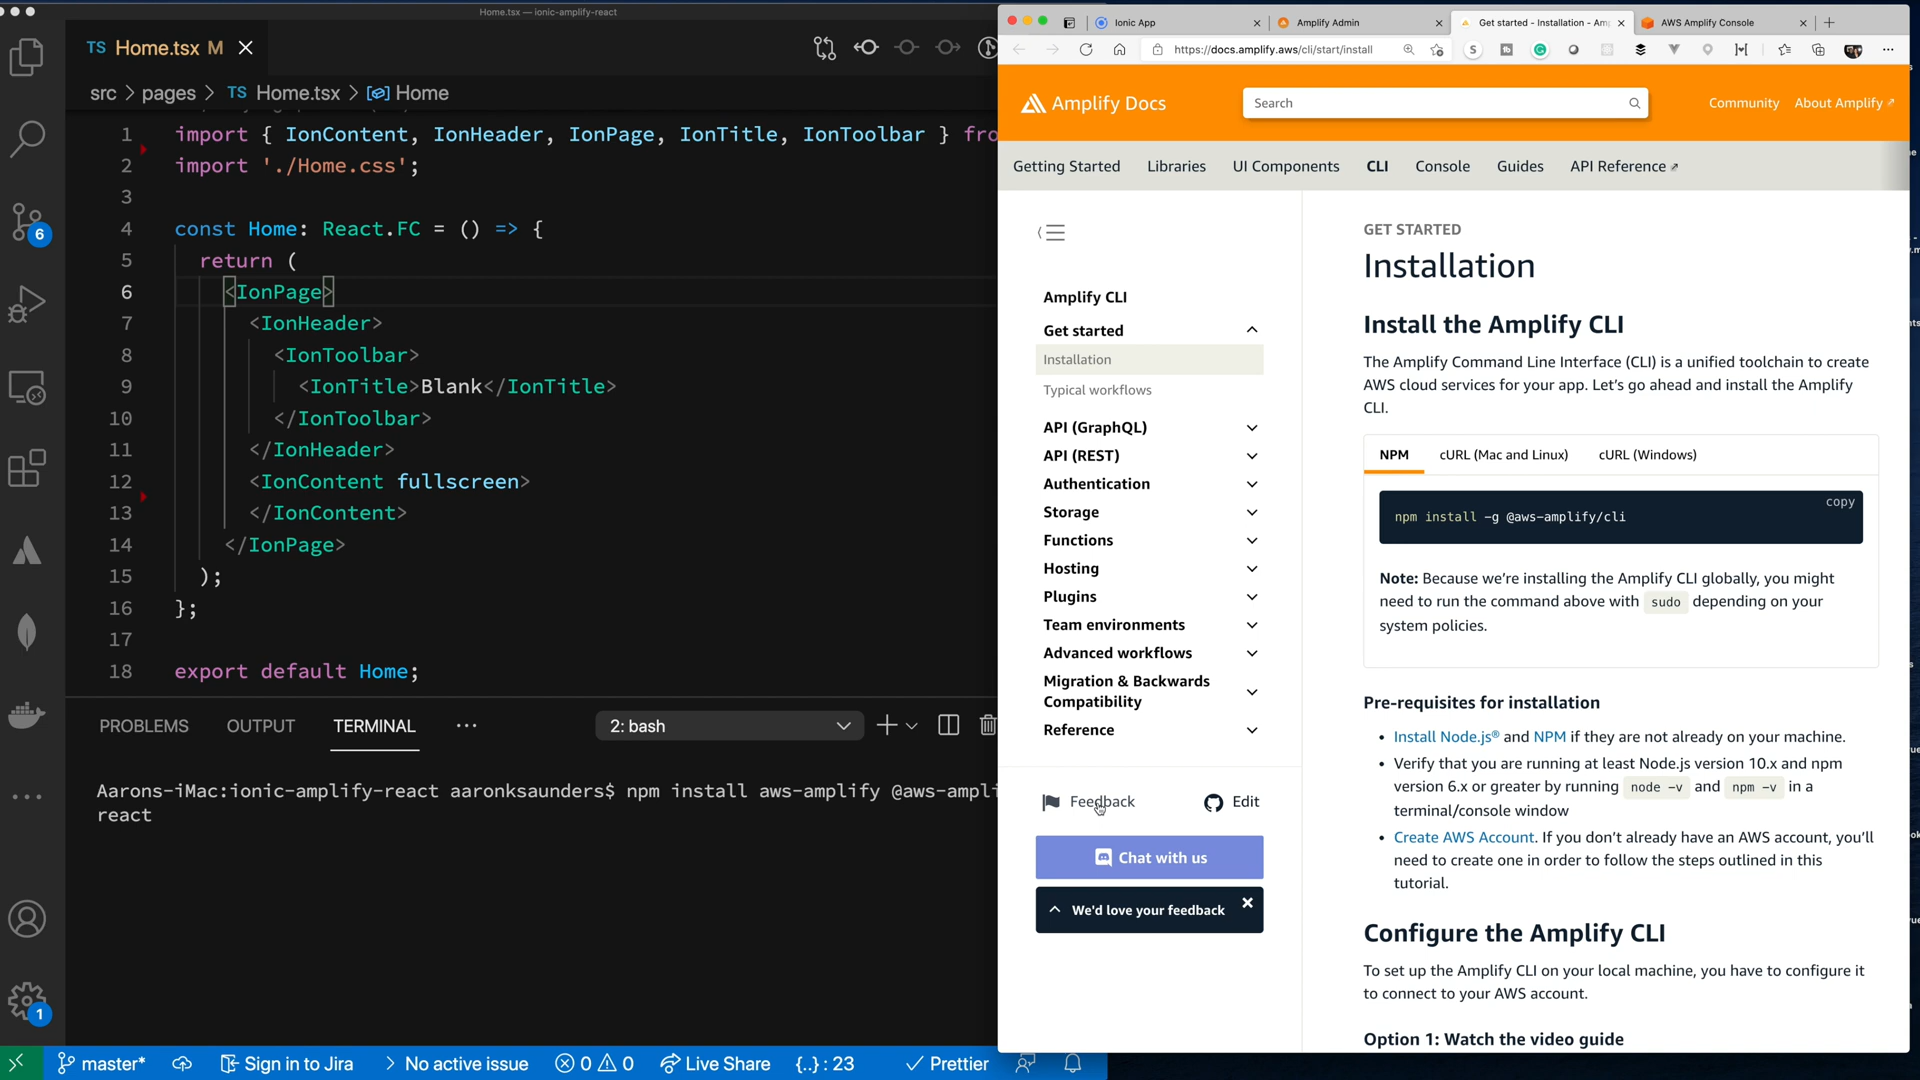 Home.tsx — ionic-amplify-react
TS Home.tsx M
src > pages > TS Home.tsx > Home
1 import { IonContent, IonHeader, IonPage, IonTitle, IonToolbar } fro
2 import './Home.css';
3
4 const Home: React.FC = () => {
5 return (
6 <IonPage>
7 <IonHeader>
8 <IonToolbar>
9 <IonTitle>Blank</IonTitle>
10 </IonToolbar>
11 </IonHeader>
12 <IonContent fullscreen>
13 </IonContent>
14 </IonPage>
15 );
16 };
17
18 export default Home;
6
1
PROBLEMS OUTPUT TERMINAL ··· 2: bash
Aarons-iMac:ionic-amplify-react aaronksaunders$ npm install aws-amplify @aws-ampli
react
master* Sign in to Jira > No active issue 0 0 Live Share {..} : 23 Prettier
Ionic App Amplify Admin Get started - Installation - Am AWS Amplify Console
https://docs.amplify.aws/cli/start/install
Amplify Docs Search Community About Amplify
Getting Started Libraries UI Components CLI Console Guides API Reference
Amplify CLI
Get started
Installation
Typical workflows
API (GraphQL)
API (REST)
Authentication
Storage
Functions
Hosting
Plugins
Team environments
Advanced workflows
Migration & Backwards
Compatibility
Reference
Feedback Edit
Chat with us
We'd love your feedback
GET STARTED
Installation
Install the Amplify CLI
The Amplify Command Line Interface (CLI) is a unified toolchain to create
AWS cloud services for your app. Let’s go ahead and install the Amplify
CLI.
NPM cURL (Mac and Linux) cURL (Windows)
copy
npm install -g @aws-amplify/cli
Note: Because we’re installing the Amplify CLI globally, you might
need to run the command above with sudo depending on your
system policies.
Pre-requisites for installation
• Install Node.js® and NPM if they are not already on your machine.
• Verify that you are running at least Node.js version 10.x and npm
version 6.x or greater by running node -v and npm -v in a
terminal/console window
• Create AWS Account. If you don’t already have an AWS account, you’ll
need to create one in order to follow the steps outlined in this
tutorial.
Configure the Amplify CLI
To set up the Amplify CLI on your local machine, you have to configure it
to connect to your AWS account.
Option 1: Watch the video guide